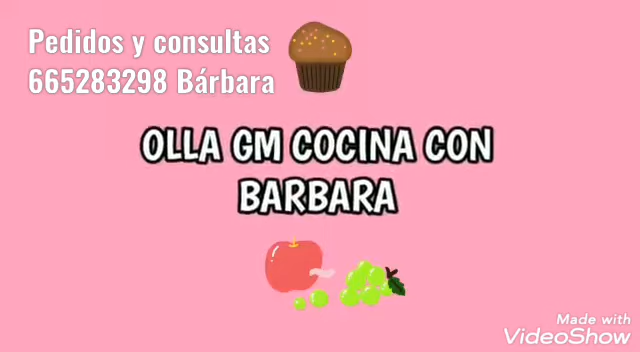 Pedidos y consultas
665283298 Bárbara
OLLA GM COCINA CON
BARBARA
Made with
VideoShow